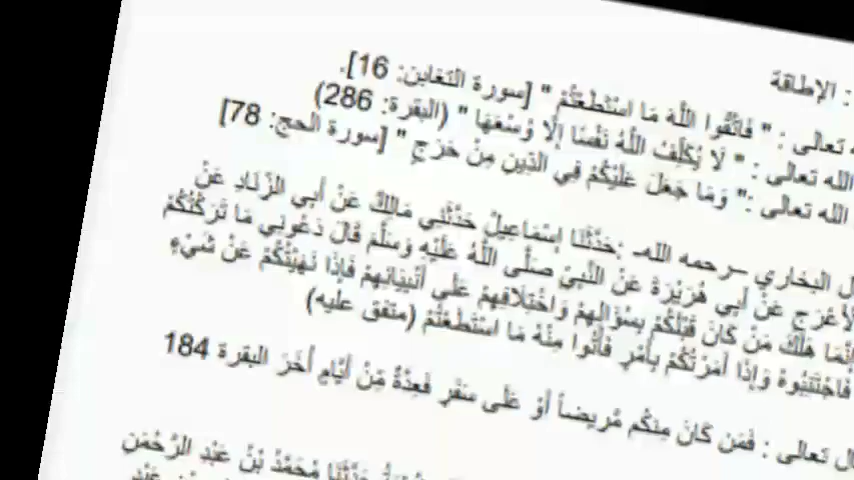 : الإطاقة
ه تعالى : " فَاتَّقُوا اللَّهَ مَا اسْتَطَعْتُمْ " [سورة التغابن: 16].
الله تعالى : " لَا يُكَلِّفُ اللَّهُ نَفْسًا إِلَّا وُسْعَهَا " (البقرة: 286)
الله تعالى :" وَمَا جَعَلَ عَلَيْكُمْ فِي الدِّينِ مِنْ حَرَجٍ " [سورة الحج: 78]
ل البخاري –رحمه الله- :حَدَّثَنَا إِسْمَاعِيلُ حَدَّثَنِي مَالِكٌ عَنْ أَبِي الزِّنَادِ عَنْ
لأَعْرَجِ عَنْ أَبِي هُرَيْرَةَ عَنْ النَّبِيِّ صَلَّى اللَّهُ عَلَيْهِ وَسَلَّمَ قَالَ دَعُونِي مَا تَرَكْتُكُمْ
إِنَّمَا هَلَكَ مَنْ كَانَ قَبْلَكُمْ بِسُؤَالِهِمْ وَاخْتِلَافِهِمْ عَلَى أَنْبِيَائِهِمْ فَإِذَا نَهَيْتُكُمْ عَنْ شَيْءٍ
فَاجْتَنِبُوهُ وَإِذَا أَمَرْتُكُمْ بِأَمْرٍ فَأْتُوا مِنْهُ مَا اسْتَطَعْتُمْ (متفق عليه)
ل تعالى : فَمَن كَانَ مِنكُم مَّرِيضاً أَوْ عَلَى سَفَرٍ فَعِدَّةٌ مِّنْ أَيَّامٍ أُخَرَ البقرة 184
حَدَّثَنَا مُحَمَّدُ بْنُ عَبْدِ الرَّحْمَنِ